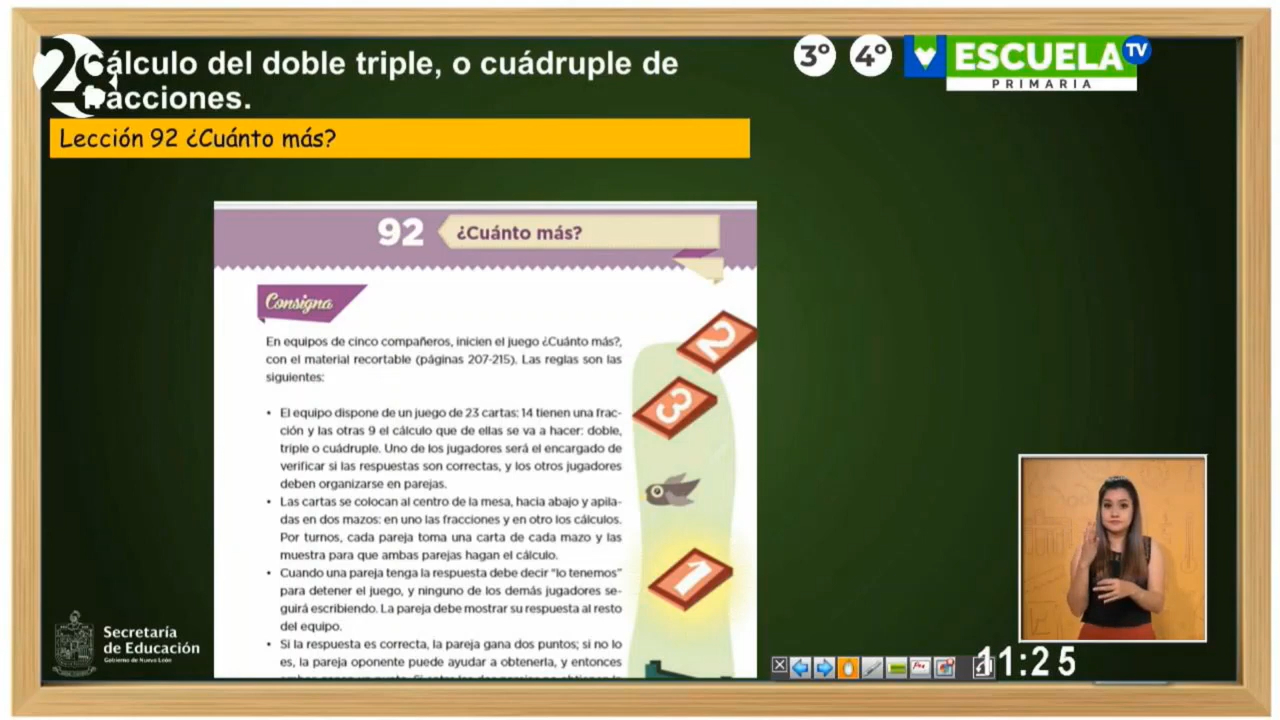 28
Cálculo del doble triple, o cuádruple de
fracciones.
3º 4º ESCUELA TV
PRIMARIA
Lección 92 ¿Cuánto más?
92 ¿Cuánto más?
Consigna
En equipos de cinco compañeros, inicien el juego ¿Cuánto más?,
con el material recortable (páginas 207-215). Las reglas son las
siguientes:
• El equipo dispone de un juego de 23 cartas: 14 tienen una frac-
ción y las otras 9 el cálculo que de ellas se va a hacer: doble,
triple o cuádruple. Uno de los jugadores será el encargado de
verificar si las respuestas son correctas, y los otros jugadores
deben organizarse en parejas.
• Las cartas se colocan al centro de la mesa, hacia abajo y apila-
das en dos mazos: en uno las fracciones y en otro los cálculos.
Por turnos, cada pareja toma una carta de cada mazo y las
muestra para que ambas parejas hagan el cálculo.
• Cuando una pareja tenga la respuesta debe decir "lo tenemos"
para detener el juego, y ninguno de los demás jugadores se-
guirá escribiendo. La pareja debe mostrar su respuesta al resto
del equipo.
• Si la respuesta es correcta, la pareja gana dos puntos; si no lo
es, la pareja oponente puede ayudar a obtenerla, y entonces
2
3
1
Secretaría
de Educación
Gobierno de Nuevo León
11:25